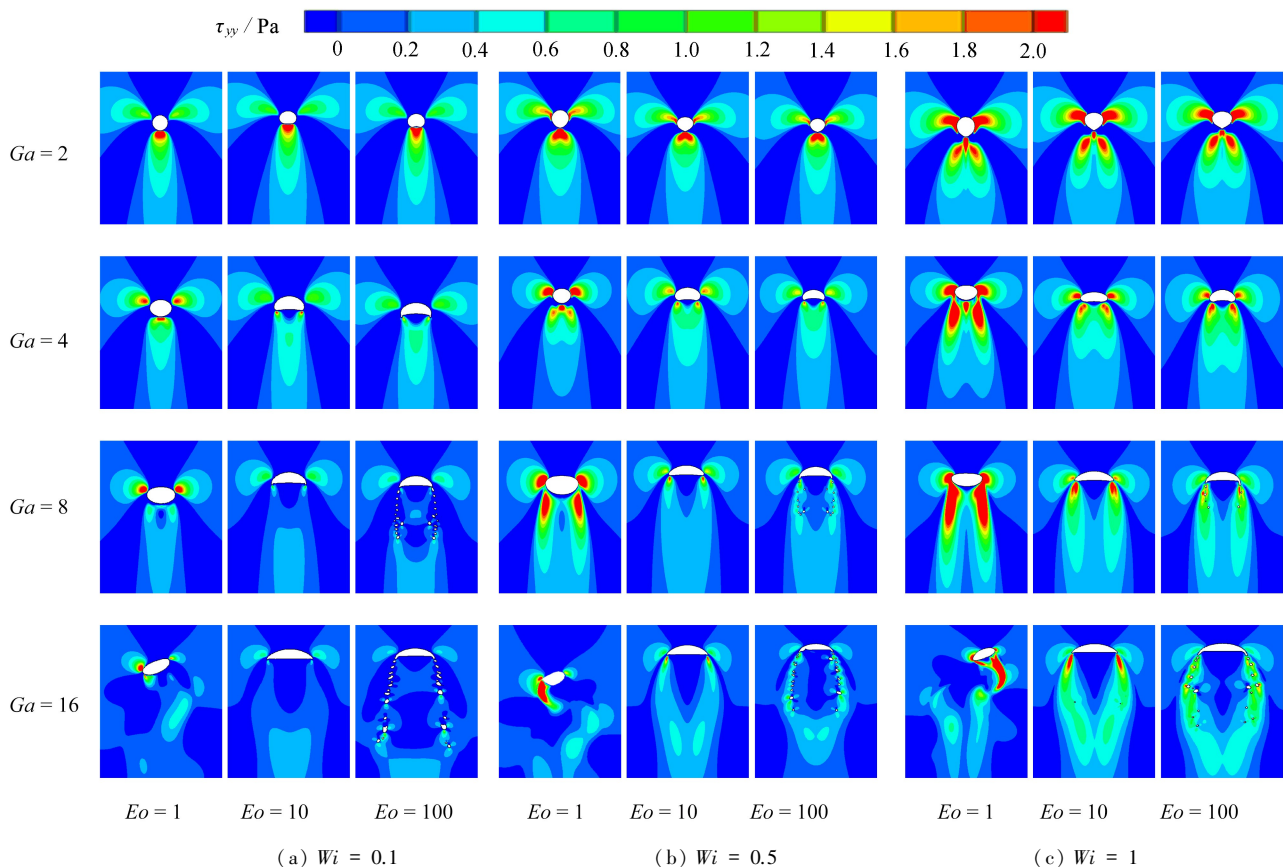 τyy / Pa
0 0.2 0.4 0.6 0.8 1.0 1.2 1.4 1.6 1.8 2.0
Ga = 2
Ga = 4
Ga = 8
Ga = 16
Eo = 1 Eo = 10 Eo = 100 Eo = 1 Eo = 10 Eo = 100 Eo = 1 Eo = 10 Eo = 100
(a) Wi = 0.1 (b) Wi = 0.5 (c) Wi = 1